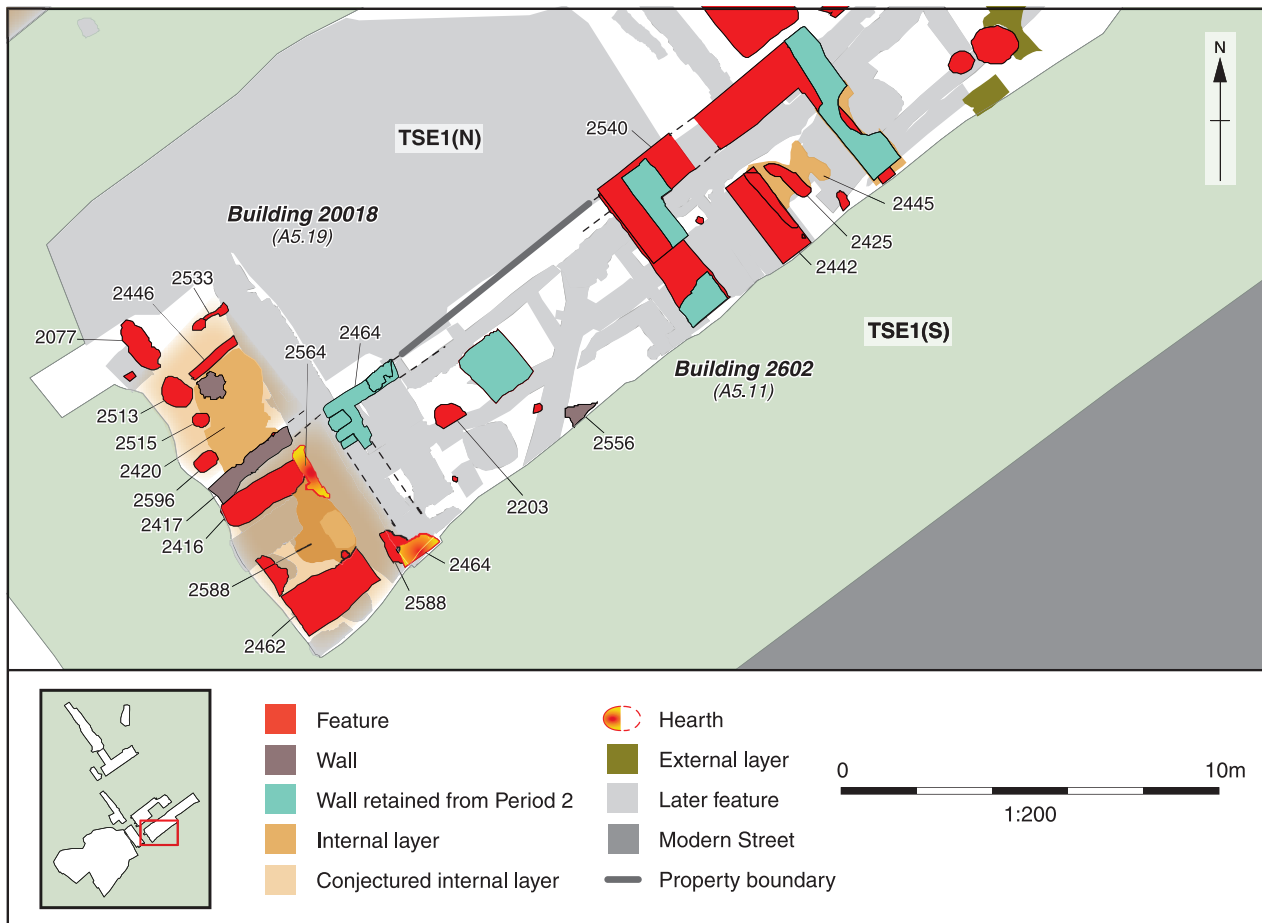 N
2540
TSE1(N)
Building 20018
(A5.19)
2445
2425
2442
2533
2446
2077
2564
2464
TSE1(S)
Building 2602
(A5.11)
2513
2515
2420
2596
2417
2416
2556
2203
2588
2464
2588
2462
Feature
Wall
Wall retained from Period 2
Internal layer
Conjectured internal layer
Hearth
External layer
Later feature
Modern Street
Property boundary
0
10m
1:200